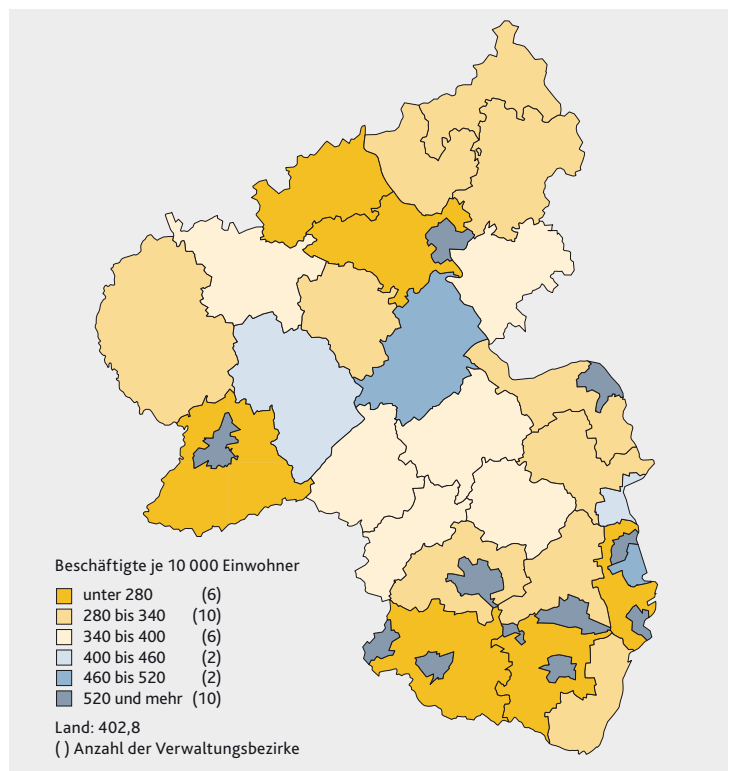 Beschäftigte je 10 000 Einwohner
unter 280 (6)
280 bis 340 (10)
340 bis 400 (6)
400 bis 460 (2)
460 bis 520 (2)
520 und mehr (10)
Land: 402,8
( ) Anzahl der Verwaltungsbezirke